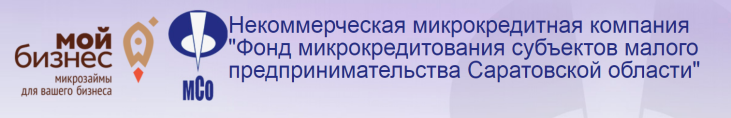 мой
бизнес
микрозаймы
для вашего бизнеса
МСо
Некоммерческая микрокредитная компания
"Фонд микрокредитования субъектов малого
предпринимательства Саратовской области"